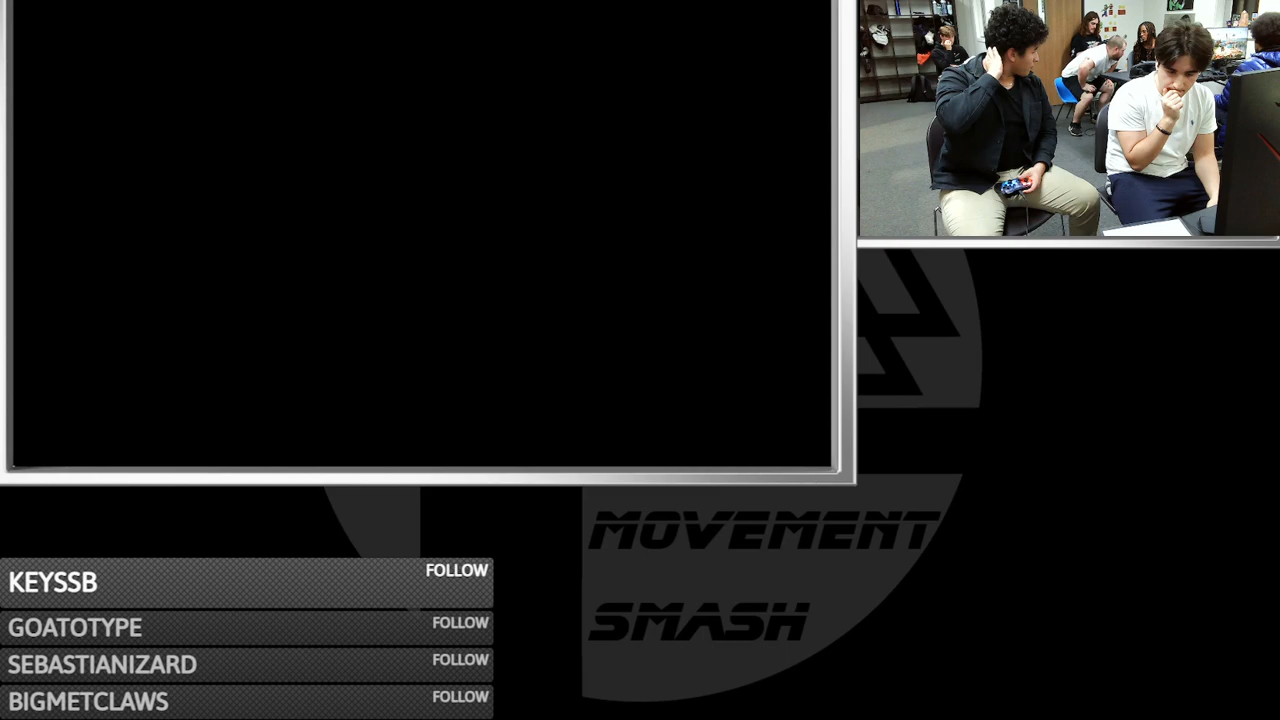 MOVEMENT
SMASH
KEYSSB FOLLOW
GOATOTYPE FOLLOW
SEBASTIANIZARD FOLLOW
BIGMETCLAWS FOLLOW